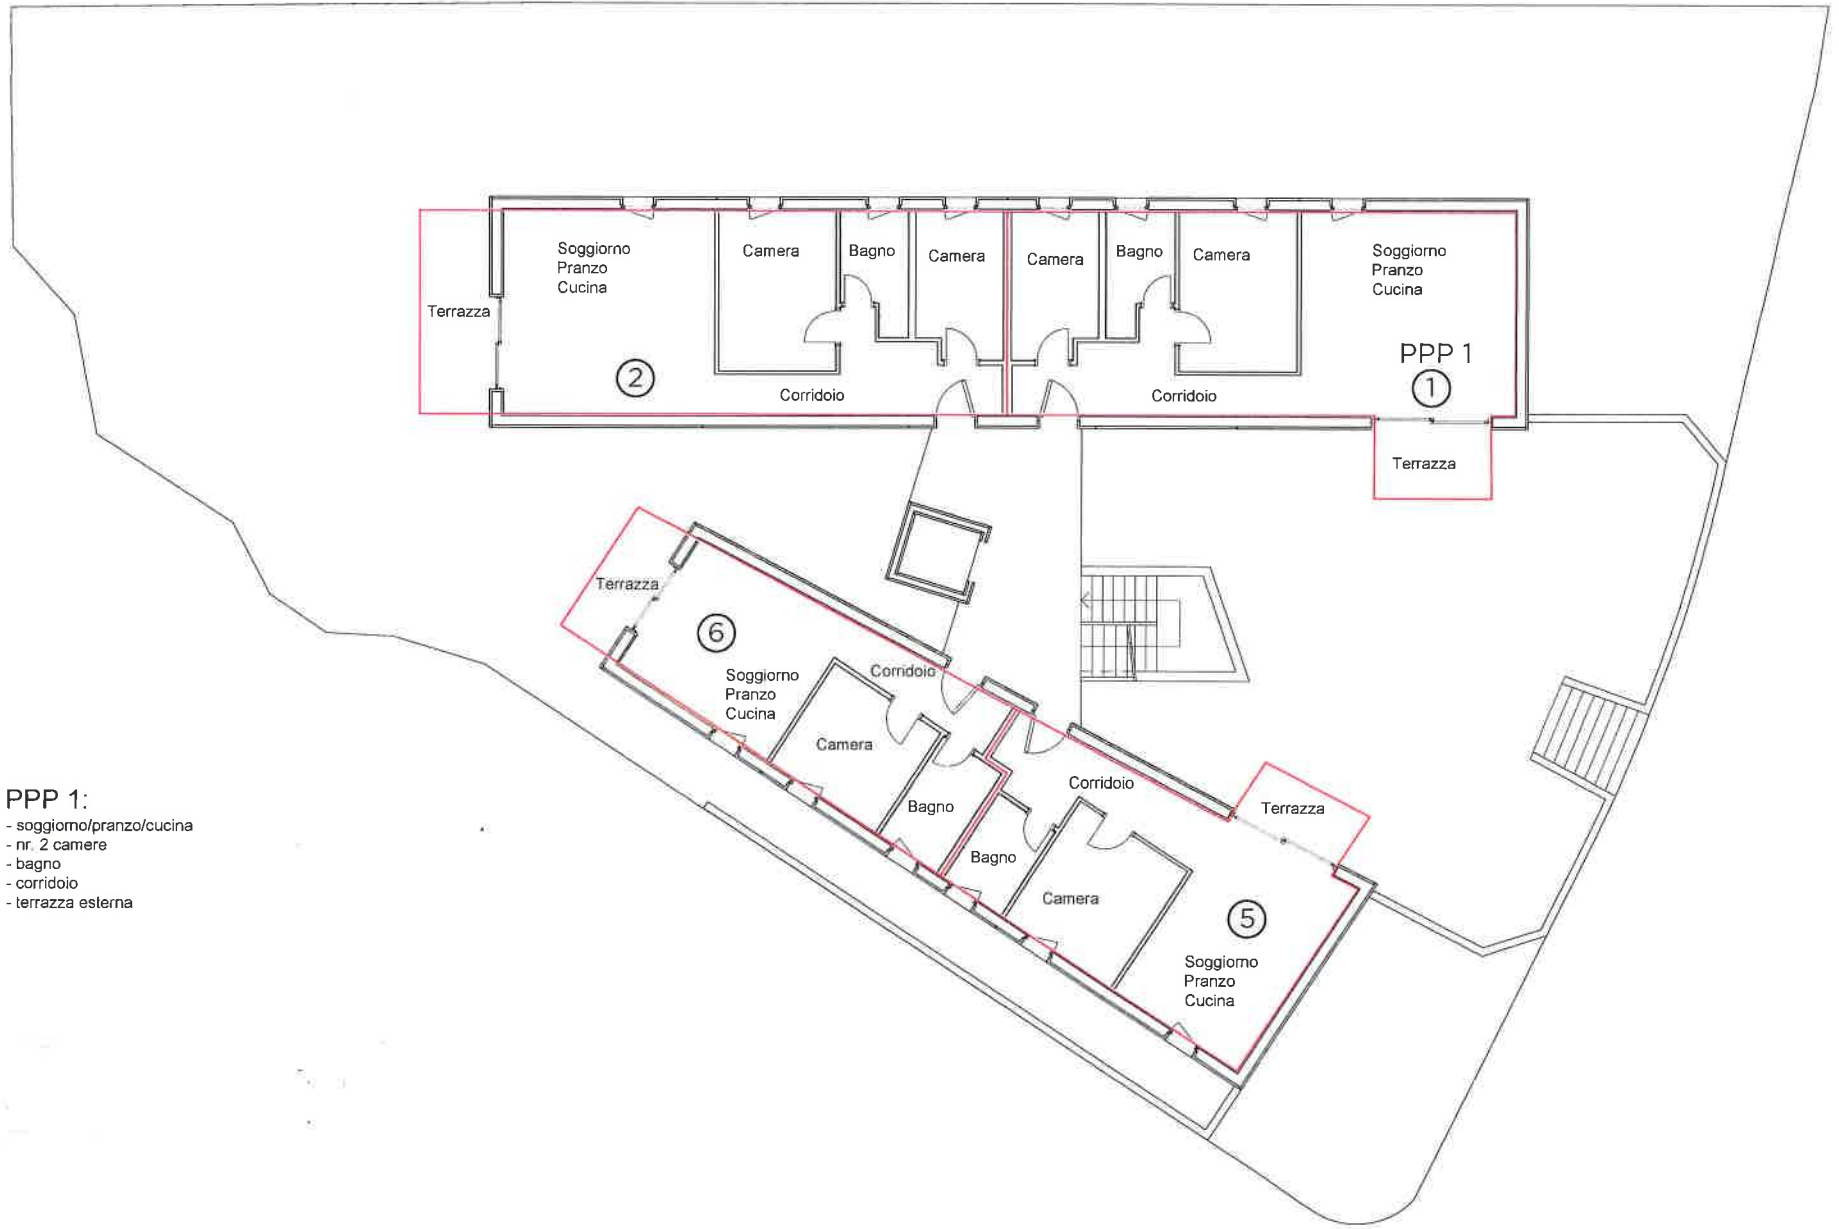 Soggiorno
Pranzo
Cucina
Camera
Bagno
Camera
Camera
Bagno
Camera
Soggiorno
Pranzo
Cucina
Terrazza
2
Corridoio
Corridoio
PPP 1
1
Terrazza
Terrazza
6
Corridoio
Soggiorno
Pranzo
Cucina
Camera
Bagno
Corridoio
Terrazza
Bagno
Camera
5
Soggiorno
Pranzo
Cucina
PPP 1:
- soggiorno/pranzo/cucina
- nr. 2 camere
- bagno
- corridoio
- terrazza esterna